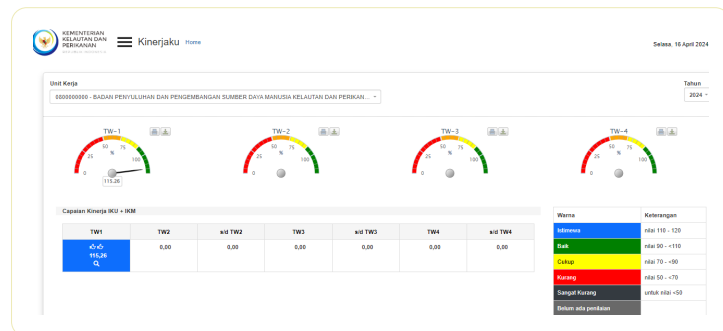 KEMENTERIAN
KELAUTAN DAN
PERIKANAN
Kinerjaku Home
Selasa, 16 April 2024
Unit Kerja
Tahun
0800000000 - BADAN PENYULUHAN DAN PENGEMBANGAN SUMBER DAYA MANUSIA KELAUTAN DAN PERIKAN...
2024
TW-1 TW-2 TW-3 TW-4
0 25 50 75 100 %
115.26
0 25 50 75 100 %
0 25 50 75 100 %
0 25 50 75 100 %
Capaian Kinerja IKU + IKM
TW1 TW2 s/d TW2 TW3 s/d TW3 TW4 s/d TW4
115,26 0,00 0,00 0,00 0,00 0,00 0,00
Warna Keterangan
Istimewa nilai 110 - 120
Baik nilai 90 - <110
Cukup nilai 70 - <90
Kurang nilai 50 - <70
Sangat Kurang untuk nilai <50
Belum ada penilaian